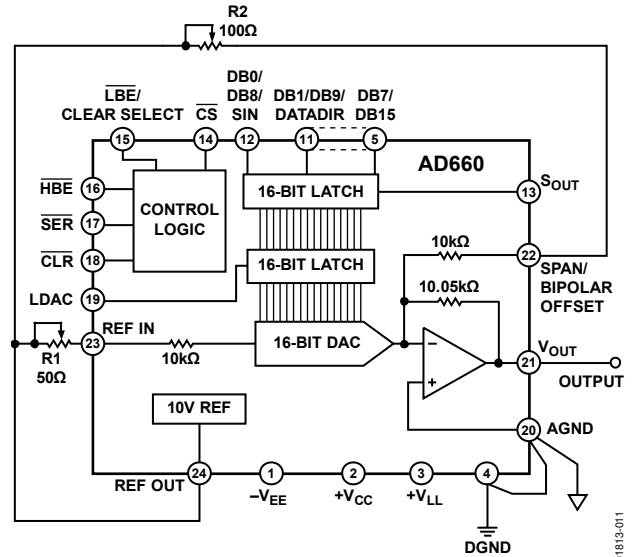 R2
100Ω
LBE/
CLEAR SELECT
CS
DB0/
DB8/
SIN
DB1/DB9/
DATADIR
DB7/
DB15
15
14
12
11
5
AD660
HBE
16
SER
17
CLR
18
LDAC
19
CONTROL
LOGIC
16-BIT LATCH
16-BIT LATCH
13
SOUT
10kΩ
22
SPAN/
BIPOLAR
OFFSET
10.05kΩ
REF IN
23
R1
50Ω
10kΩ
16-BIT DAC
−
+
VOUT
21
OUTPUT
20
AGND
10V REF
24
REF OUT
1
−VEE
2
+VCC
3
+VLL
4
DGND
01813-011